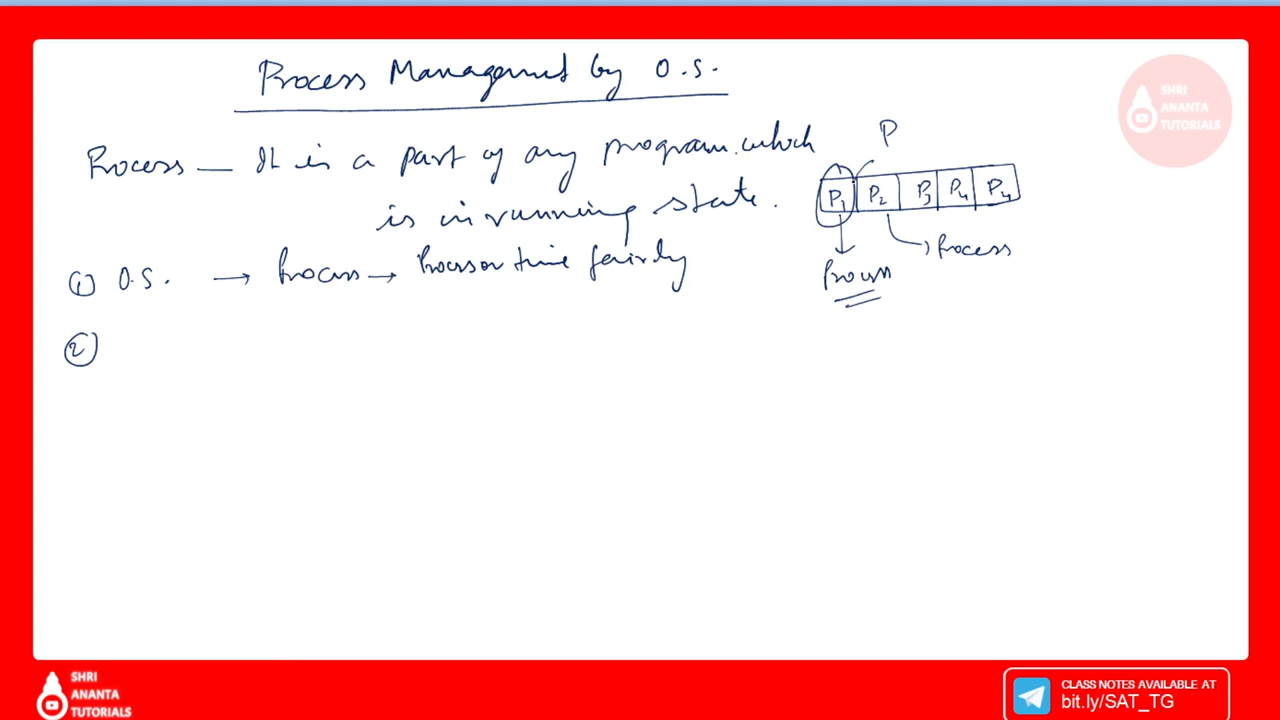 Process Management by O.S.
Process — It is a part of any program which
is in running state.
P
P1 P2 P3 P4 P4
Process
Process
① O.S. → Process → Processor time fairly
②
SHRI
ANANTA
TUTORIALS
SHRI
ANANTA
TUTORIALS
CLASS NOTES AVAILABLE AT
bit.ly/SAT_TG